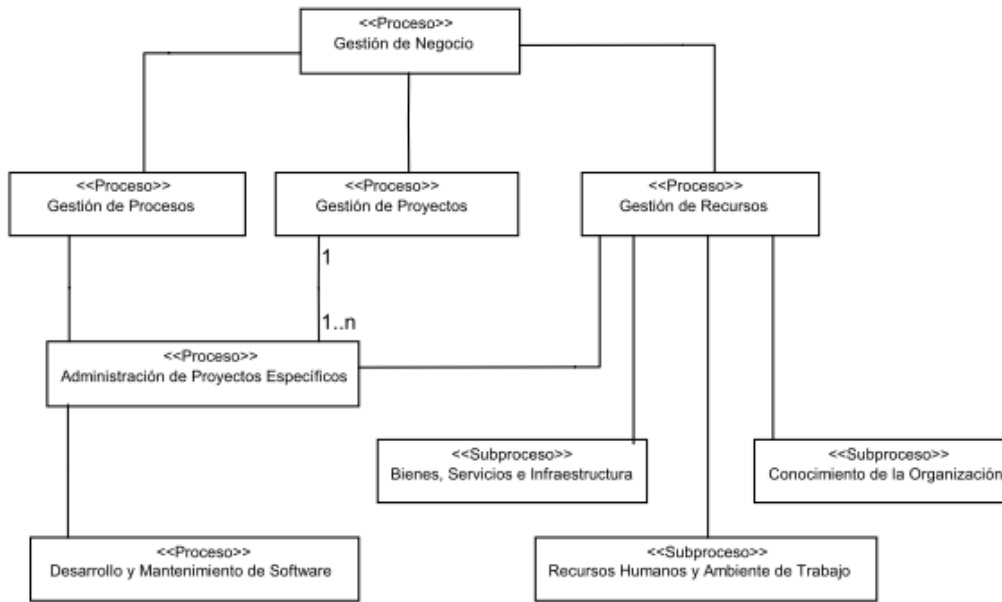 <<Proceso>>
Gestión de Negocio
<<Proceso>>
Gestión de Procesos
<<Proceso>>
Gestión de Proyectos
<<Proceso>>
Gestión de Recursos
1
1..n
<<Proceso>>
Administración de Proyectos Específicos
<<Subproceso>>
Bienes, Servicios e Infraestructura
<<Subproceso>>
Conocimiento de la Organización
<<Proceso>>
Desarrollo y Mantenimiento de Software
<<Subproceso>>
Recursos Humanos y Ambiente de Trabajo